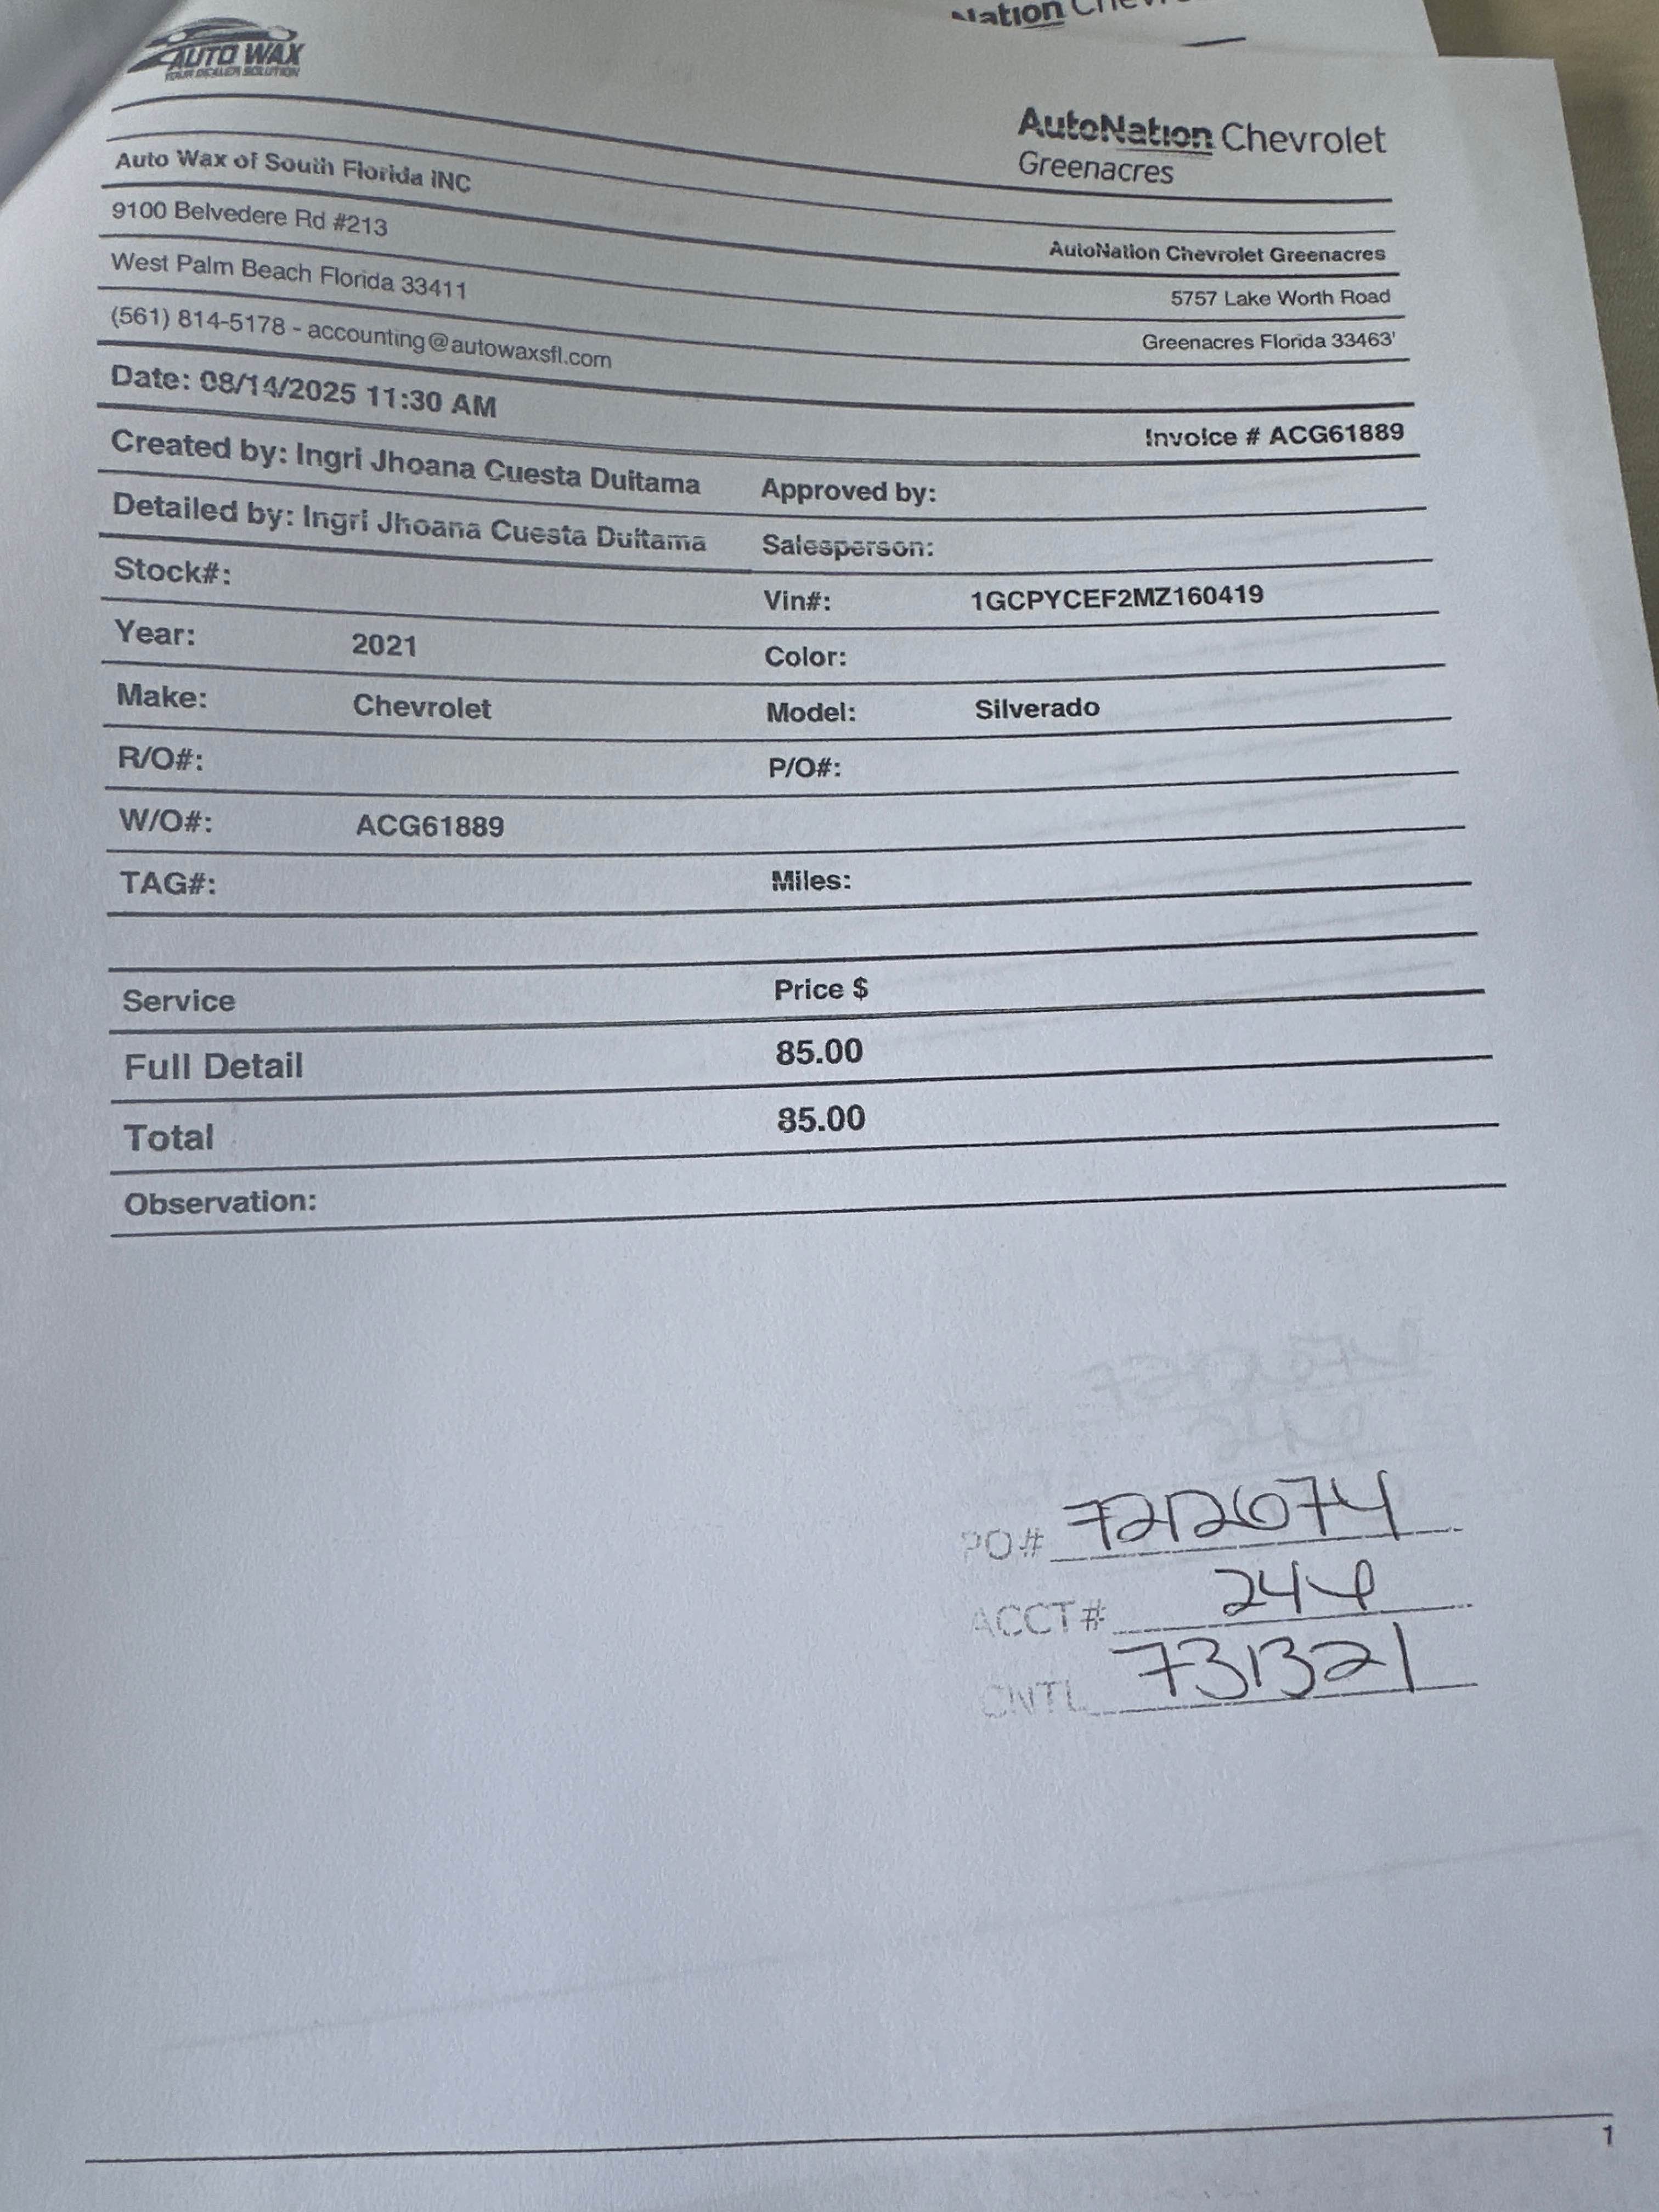 Nation
AUTO WAX
YOUR DEALER SOLUTION
AutoNation Chevrolet
Greenacres
Auto Wax of South Florida INC
AutoNation Chevrolet Greenacres
9100 Belvedere Rd #213
5757 Lake Worth Road
West Palm Beach Florida 33411
Greenacres Florida 33463'
(561) 814-5178 - accounting@autowaxsfl.com
Date: 08/14/2025 11:30 AM
Invoice # ACG61889
Created by: Ingri Jhoana Cuesta Duitama Approved by:
Detailed by: Ingri Jhoana Cuesta Duitama Salesperson:
Stock#: Vin#: 1GCPYCEF2MZ160419
Year: 2021 Color:
Make: Chevrolet Model: Silverado
R/O#: P/O#:
W/O#: ACG61889
TAG#: Miles:
Service Price $
Full Detail 85.00
Total 85.00
Observation:
PO# 7212674
ACCT#
CNTL 731321
1